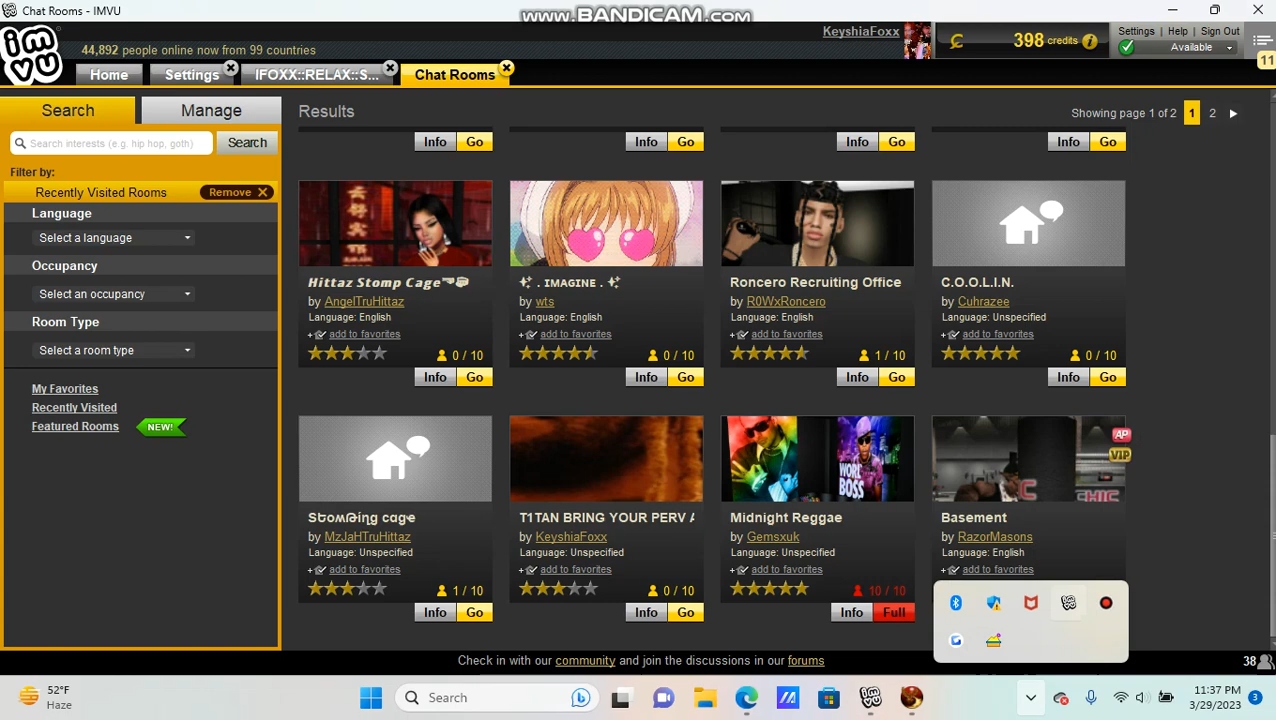 Chat Rooms - IMVU
www.BANDICAM.com
imvu
44,892 people online now from 99 countries
KeyshiaFoxx
398 credits
Settings | Help | Sign Out
Available
11
Home
Settings
IFOXX::RELAX::S...
Chat Rooms
Search
Manage
Results
Showing page 1 of 2
1
2
Search interests (e.g. hip hop, goth)
Search
Filter by:
Recently Visited Rooms
Remove
Language
Select a language
Occupancy
Select an occupancy
Room Type
Select a room type
My Favorites
Recently Visited
Featured Rooms
NEW!
Info Go
Info Go
Info Go
Info Go
Hittaz Stomp Cage
by AngelTruHittaz
Language: English
add to favorites
0 / 10
Info Go
. IMAGINE .
by wts
Language: English
add to favorites
0 / 10
Info Go
Roncero Recruiting Office
by R0WxRoncero
Language: English
add to favorites
1 / 10
Info Go
C.O.O.L.I.N.
by Cuhrazee
Language: Unspecified
add to favorites
0 / 10
Info Go
by MzJaHTruHittaz
Language: Unspecified
add to favorites
1 / 10
Info Go
T1TAN BRING YOUR PERV
by KeyshiaFoxx
Language: Unspecified
add to favorites
0 / 10
Info Go
WORL BOSS
Midnight Reggae
by Gemsxuk
Language: Unspecified
add to favorites
10 / 10
Info Full
AP
VIP
Basement
by RazorMasons
Language: English
add to favorites
Check in with our community and join the discussions in our forums
38
52°F
Haze
Search
11:37 PM
3/29/2023
3